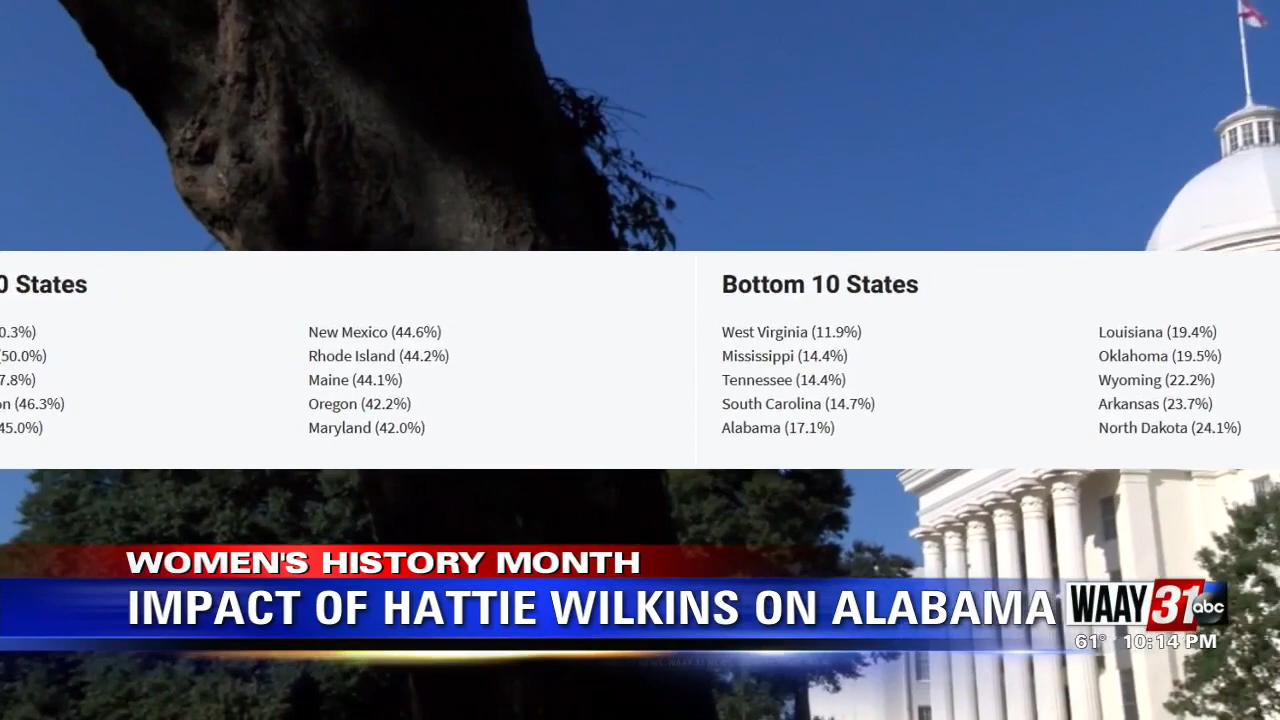 0 States
0.3%)
50.0%)
7.8%)
on (46.3%)
45.0%)
New Mexico (44.6%)
Rhode Island (44.2%)
Maine (44.1%)
Oregon (42.2%)
Maryland (42.0%)
Bottom 10 States
West Virginia (11.9%)
Mississippi (14.4%)
Tennessee (14.4%)
South Carolina (14.7%)
Alabama (17.1%)
Louisiana (19.4%)
Oklahoma (19.5%)
Wyoming (22.2%)
Arkansas (23.7%)
North Dakota (24.1%)
WOMEN'S HISTORY MONTH
IMPACT OF HATTIE WILKINS ON ALABAMA
WAAY 31 abc
61° 10:14 PM